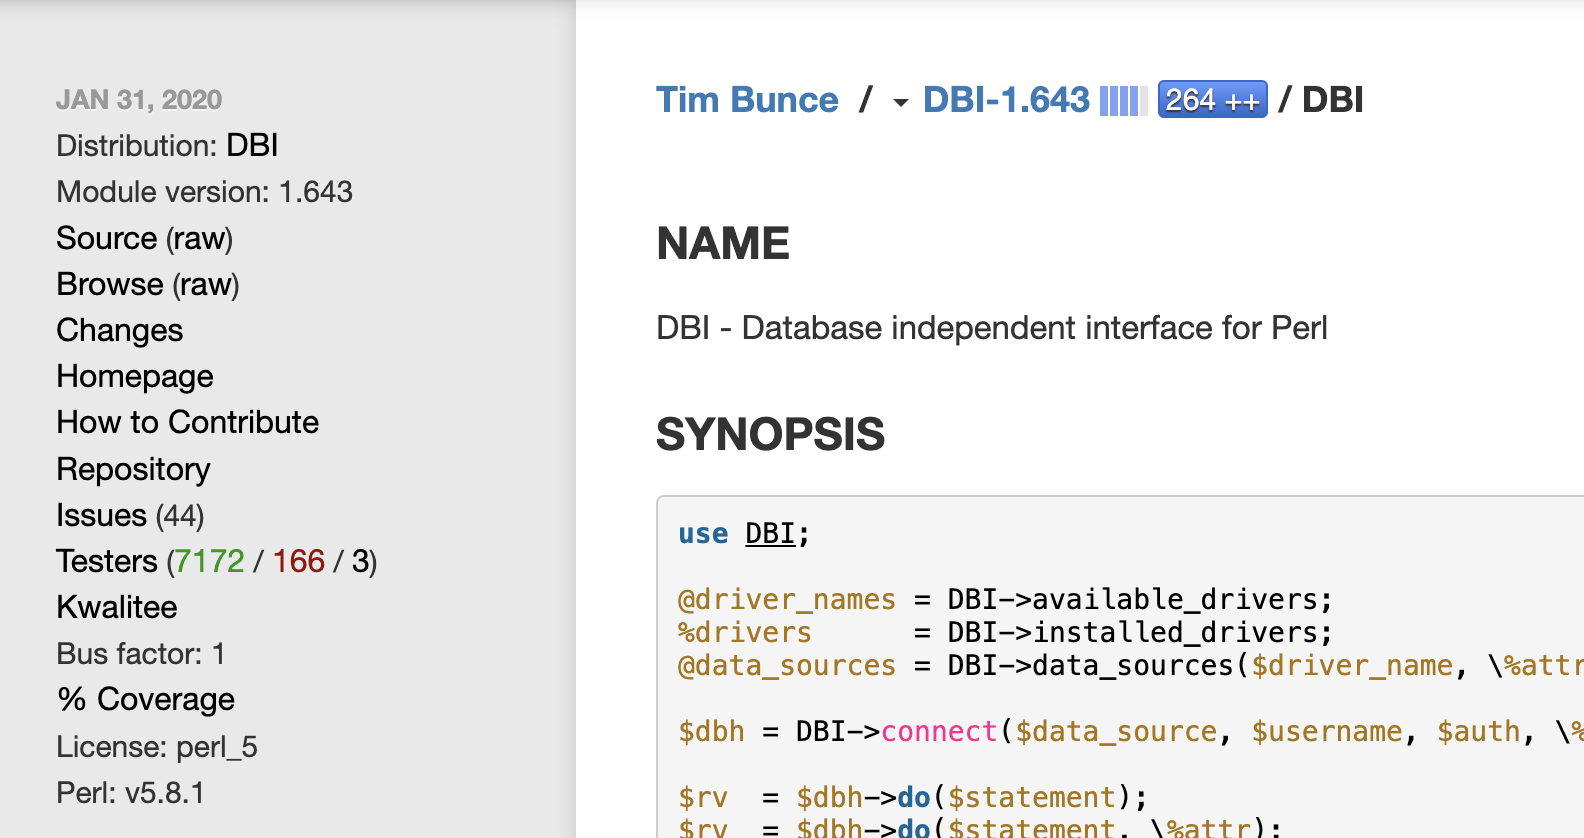 JAN 31, 2020
Distribution: DBI
Module version: 1.643
Source (raw)
Browse (raw)
Changes
Homepage
How to Contribute
Repository
Issues (44)
Testers (7172 / 166 / 3)
Kwalitee
Bus factor: 1
% Coverage
License: perl_5
Perl: v5.8.1
Tim Bunce / DBI-1.643 264 ++ / DBI
NAME
DBI - Database independent interface for Perl
SYNOPSIS
use DBI;
@driver_names = DBI->available_drivers;
%drivers      = DBI->installed_drivers;
@data_sources = DBI->data_sources($driver_name, \%attr
$dbh = DBI->connect($data_source, $username, $auth, \%
$rv  = $dbh->do($statement);
$rv  = $dbh->do($statement, \%attr);